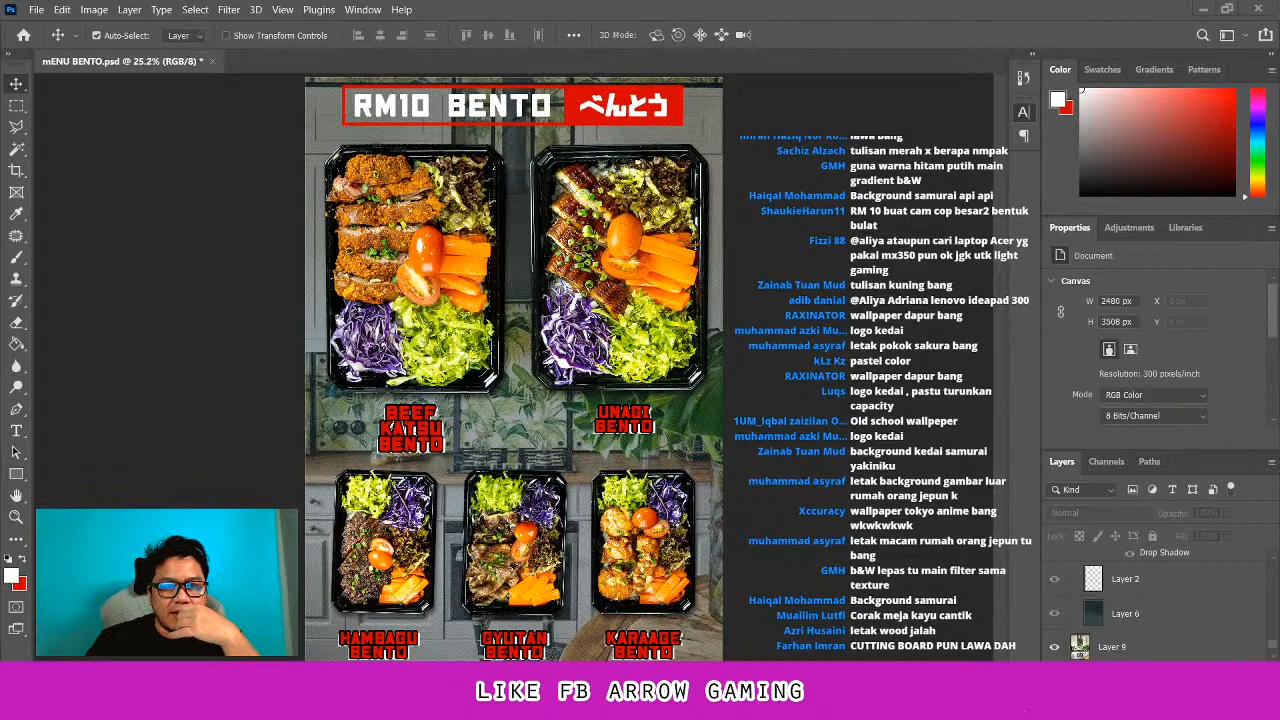 File Edit Image Layer Type Select Filter 3D View Plugins Window Help
Auto-Select: Layer Show Transform Controls 3D Mode:
mENU BENTO.psd @ 25.2% (RGB/8) *
RM10 BENTO べんとう
BEEF
KATSU
BENTO
UNAGI
BENTO
HAMBAGU
BENTO
GYUTAN
BENTO
KARAAGE
BENTO
lawa bang
Sachiz Alzach tulisan merah x berapa nmpak
GMH guna warna hitam putih main
gradient b&W
Haiqal Mohammad Background samurai api api
ShaukieHarun11 RM 10 buat cam cop besar2 bentuk
bulat
Fizzi 88 @aliya ataupun cari laptop Acer yg
pakai mx350 pun ok jgk utk light
gaming
Zainab Tuan Mud tulisan kuning bang
adib danial @Aliya Adriana lenovo ideapad 300
RAXINATOR wallpaper dapur bang
muhammad azki Mu... logo kedai
muhammad asyraf letak pokok sakura bang
kLz Kz pastel color
RAXINATOR wallpaper dapur bang
Luqs logo kedai , pastu turunkan
capacity
1UM_Iqbal zaiziian O... Old school wallpeper
muhammad azki Mu... logo kedai
Zainab Tuan Mud background kedai samurai
yakiniku
muhammad asyraf letak background gambar luar
rumah orang jepun k
Xccuracy wallpaper tokyo anime bang
wkwkwkwk
muhammad asyraf letak macam rumah orang jepun tu
bang
GMH b&W lepas tu main filter sama
texture
Haiqal Mohammad Background samurai
Muallim Lutfi Corak meja kayu cantik
Azri Husaini letak wood jalah
Farhan Imran CUTTING BOARD PUN LAWA DAH
Color Swatches Gradients Patterns
Properties Adjustments Libraries
Document
Canvas
W 2480 px X 0 px
H 3508 px Y 0 px
Resolution: 300 pixels/inch
Mode RGB Color
8 Bits/Channel
Layers Channels Paths
Kind
Normal Opacity: 100%
Lock: Fill: 100%
Drop Shadow
Layer 2
Layer 6
Layer 9
LIKE FB ARROW GAMING